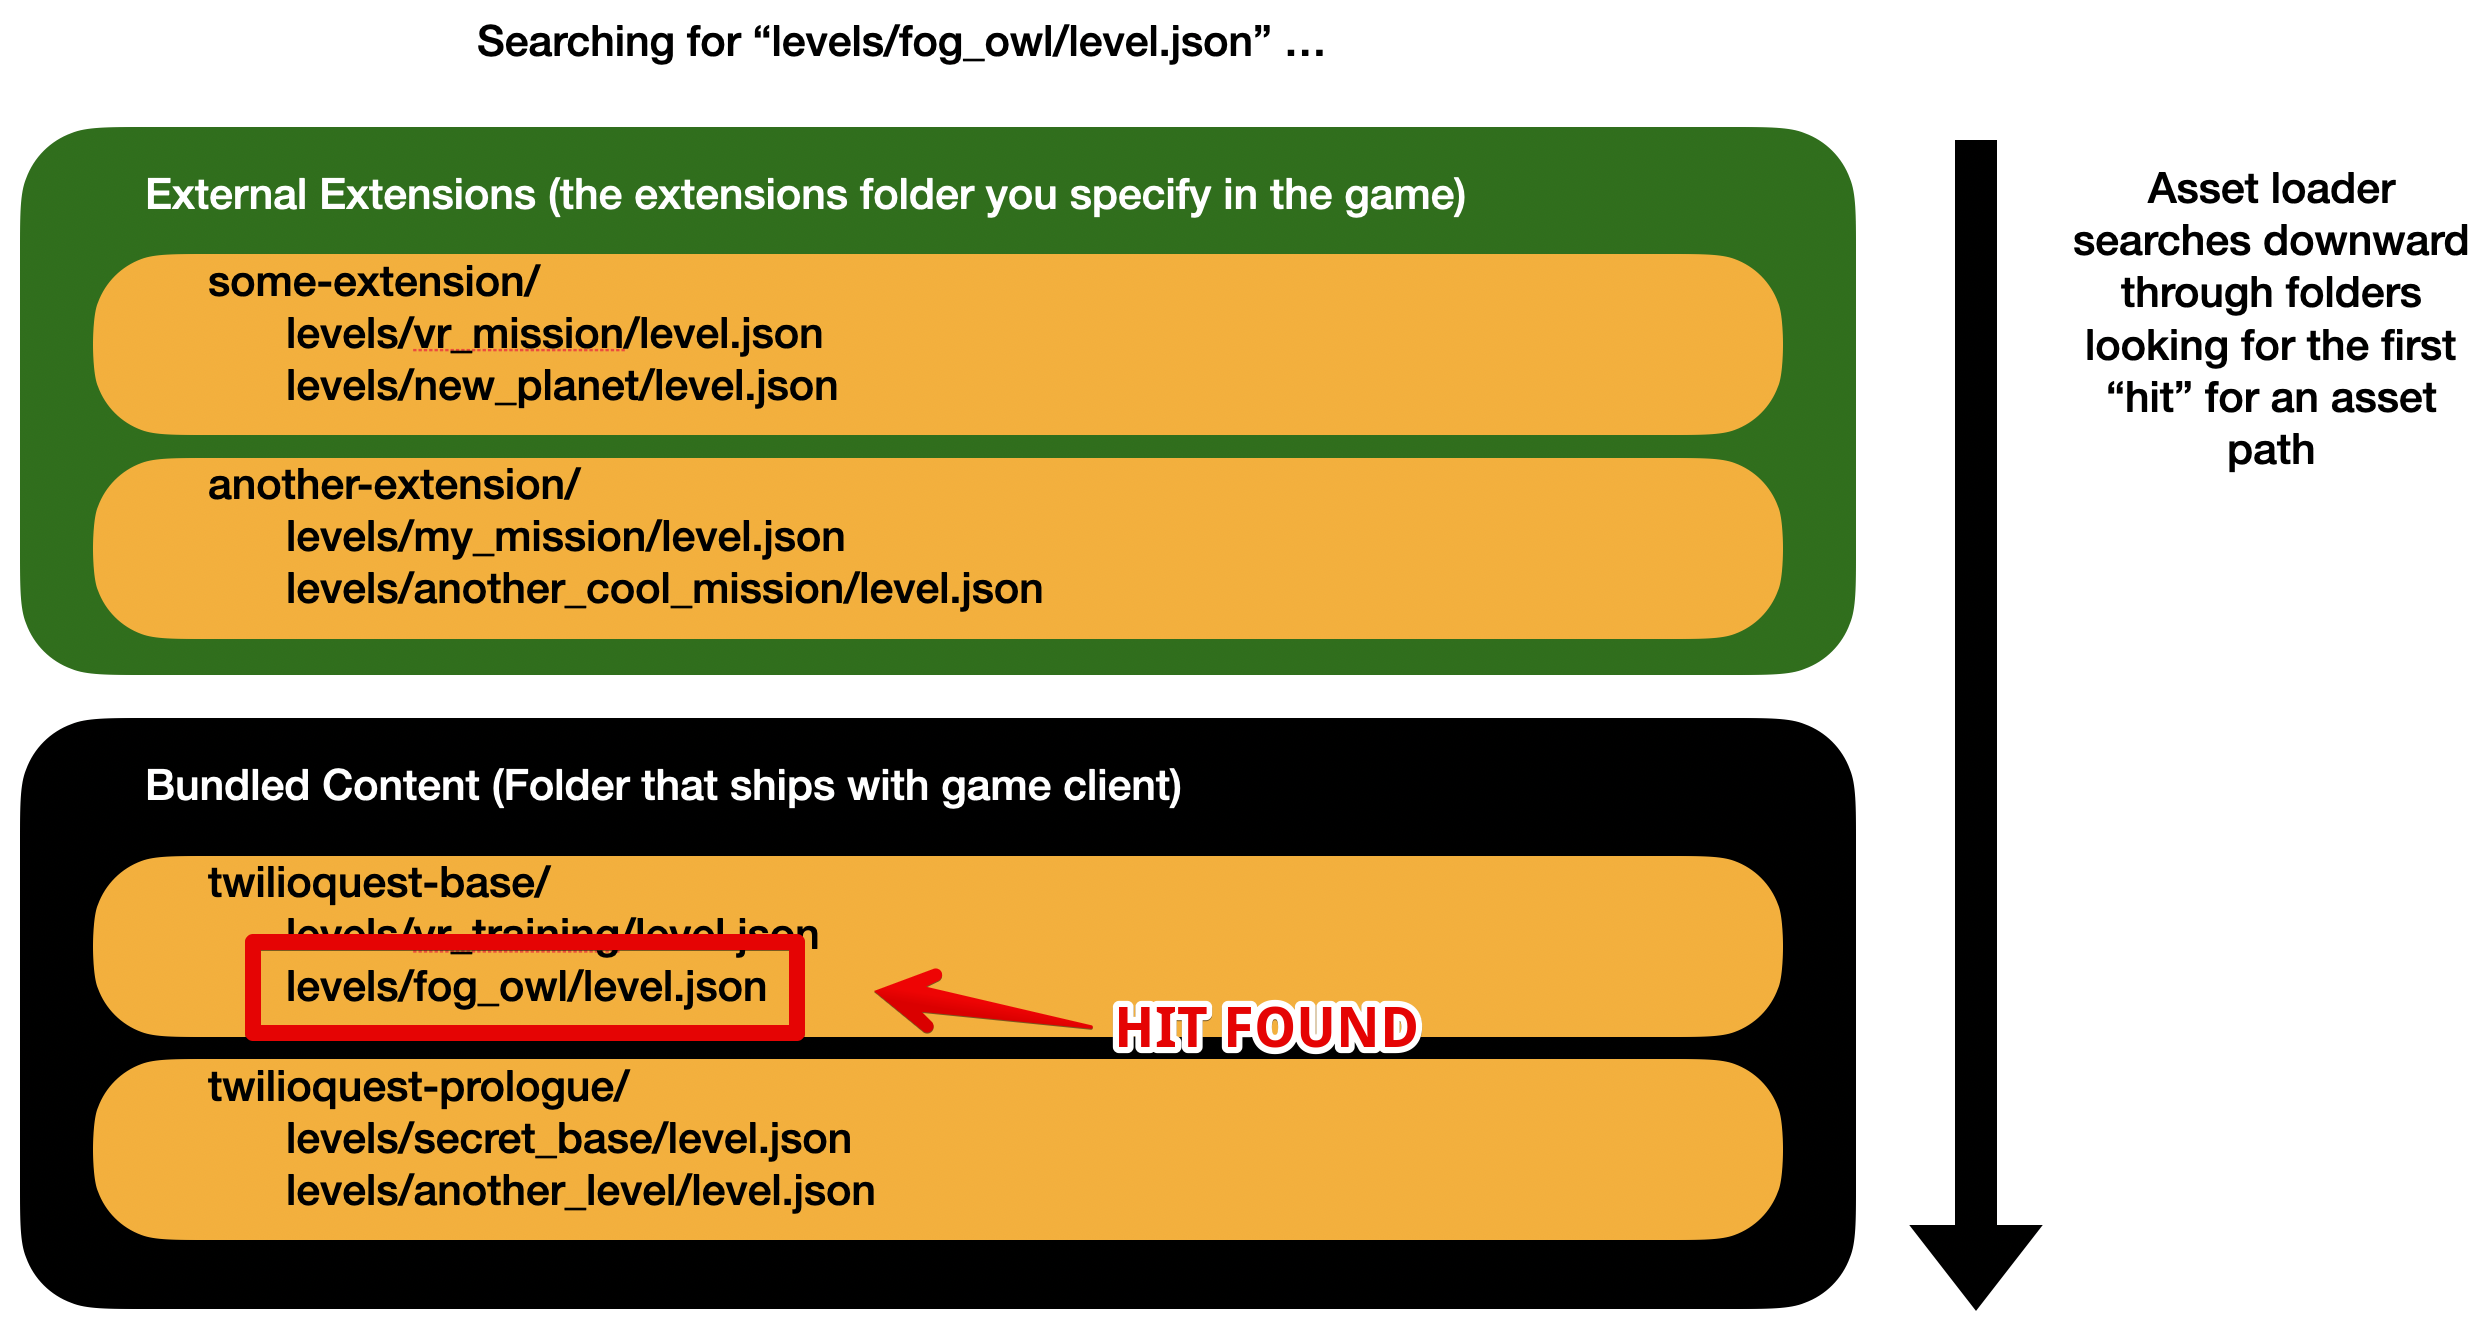 Searching for “levels/fog_owl/level.json” …
External Extensions (the extensions folder you specify in the game)
some-extension/
levels/vr_mission/level.json
levels/new_planet/level.json
another-extension/
levels/my_mission/level.json
levels/another_cool_mission/level.json
Bundled Content (Folder that ships with game client)
twilioquest-base/
levels/vr_training/level.json
levels/fog_owl/level.json
HIT FOUND
twilioquest-prologue/
levels/secret_base/level.json
levels/another_level/level.json
Asset loader
searches downward
through folders
looking for the first
“hit” for an asset
path